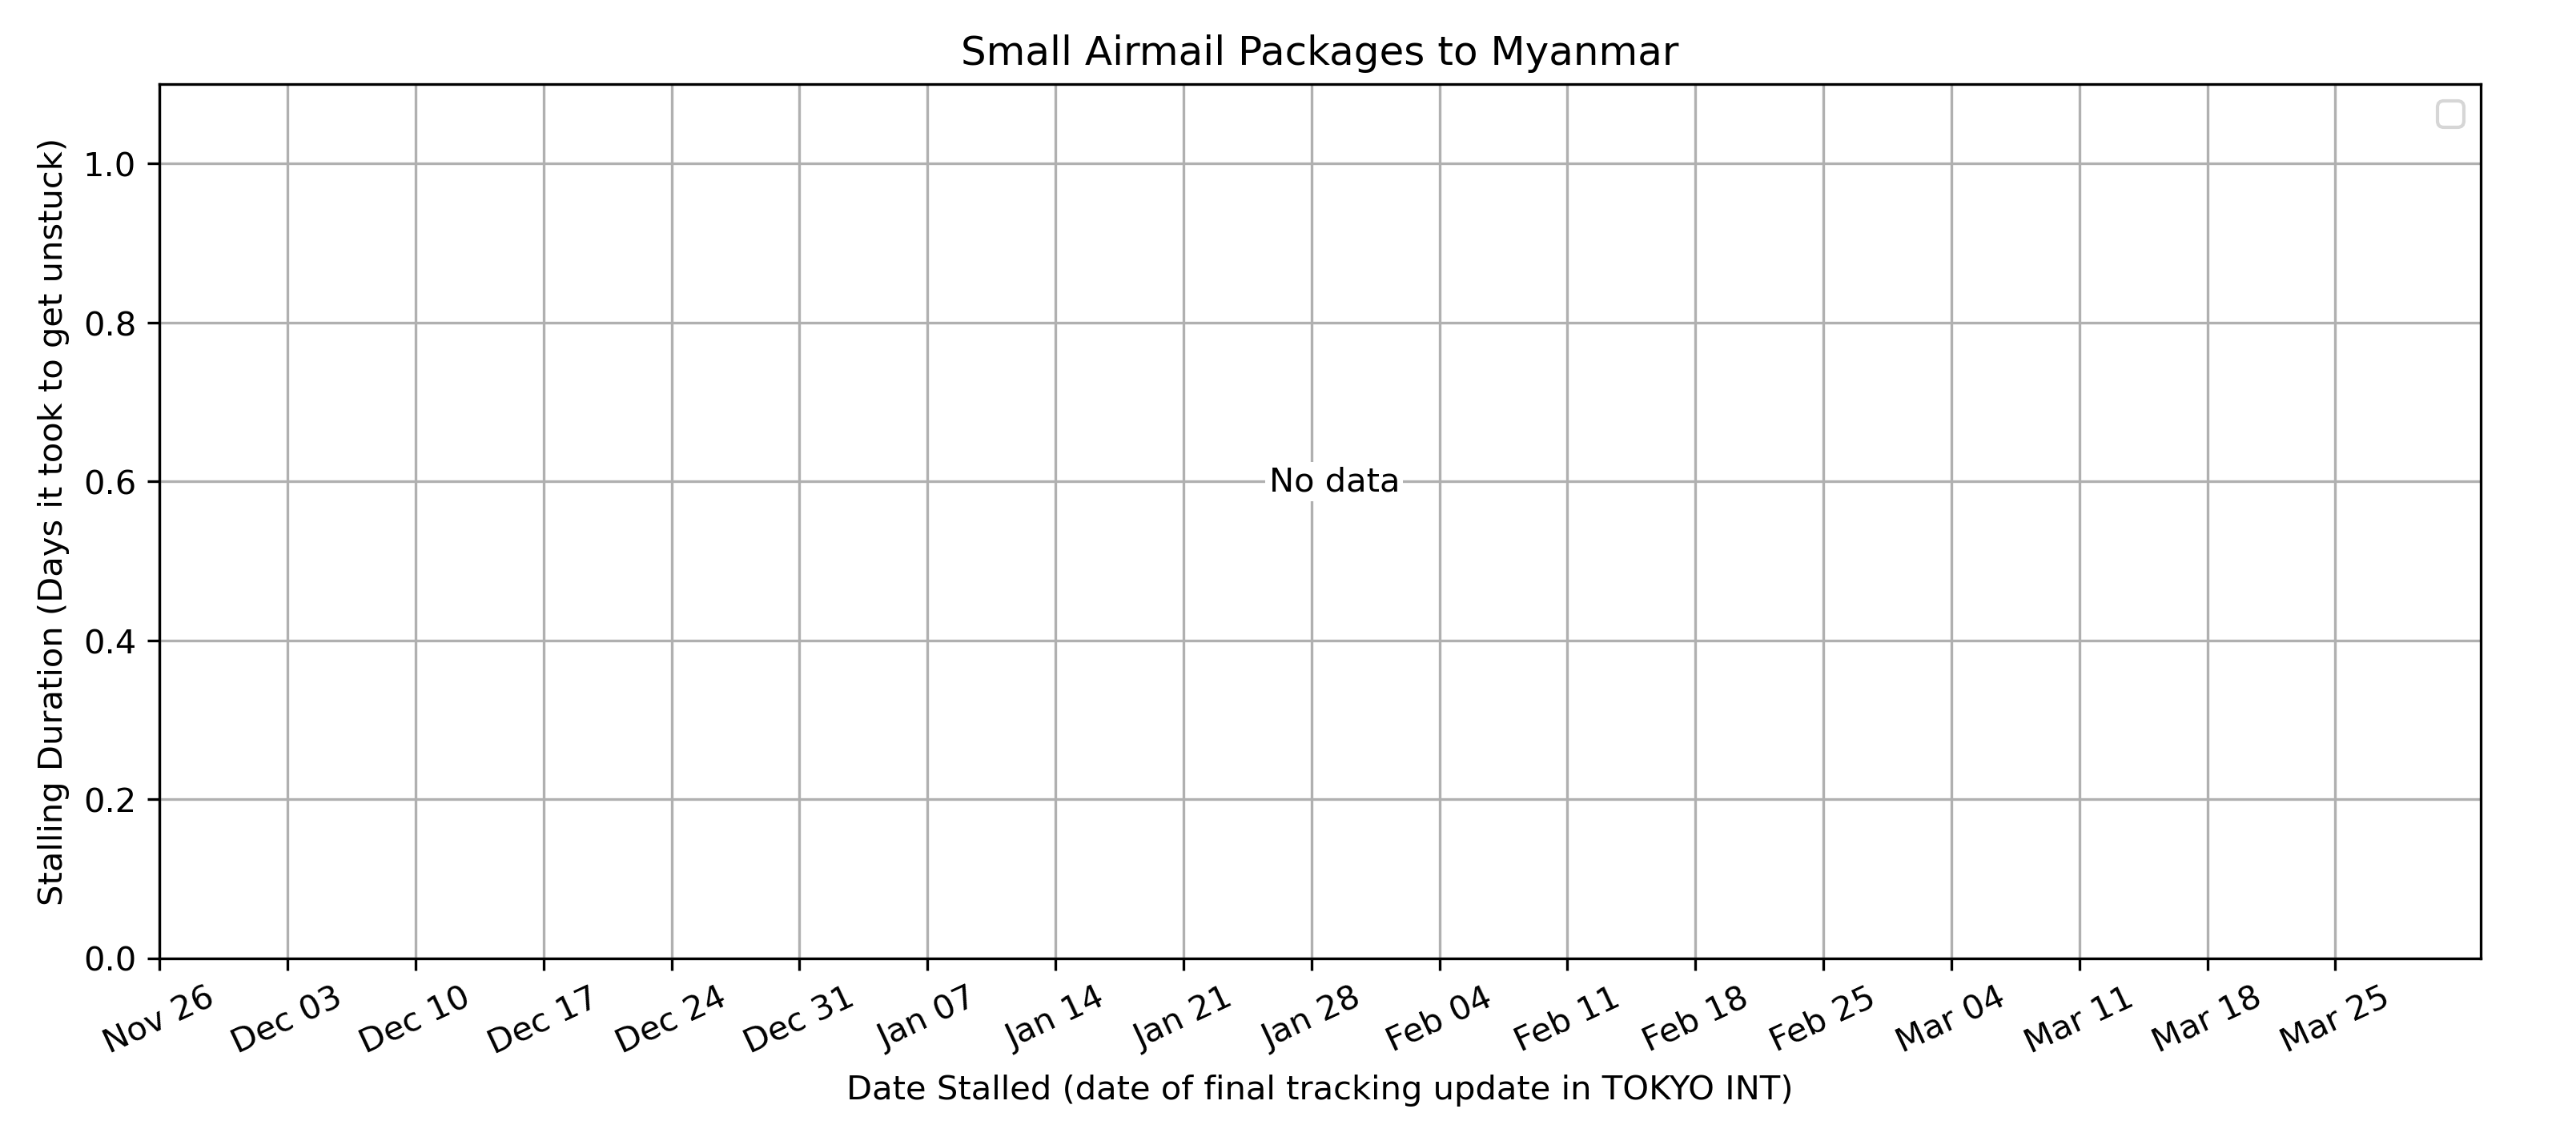 Small Airmail Packages to Myanmar
Stalling Duration (Days it took to get unstuck)
1.0
0.8
0.6
0.4
0.2
0.0
No data
Nov 26 Dec 03 Dec 10 Dec 17 Dec 24 Dec 31 Jan 07 Jan 14 Jan 21 Jan 28 Feb 04 Feb 11 Feb 18 Feb 25 Mar 04 Mar 11 Mar 18 Mar 25
Date Stalled (date of final tracking update in TOKYO INT)